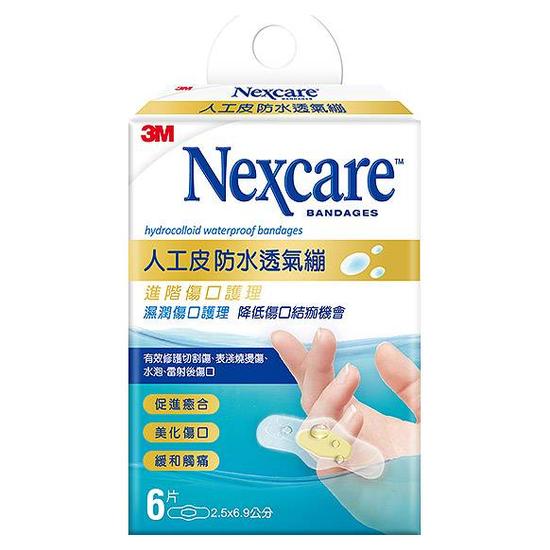 Nexcare
人工皮 防水透氣繃
3M
Nexcare™
BANDAGES
hydrocolloid waterproof bandages
人工皮 防水透氣繃
進階傷口護理
濕潤傷口護理 降低傷口結痂機會
有效修護切割傷、表淺燒燙傷、
水泡、雷射後傷口
促進癒合
美化傷口
緩和觸痛
6片 2.5x6.9公分